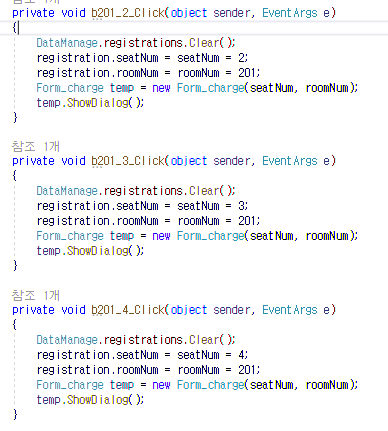 private void b201_2_Click(object sender, EventArgs e)
{
DataManage.registrations.Clear();
registration.seatNum = seatNum = 2;
registration.roomNum = roomNum = 201;
Form_charge temp = new Form_charge(seatNum, roomNum);
temp.ShowDialog();
}
참조 1개
private void b201_3_Click(object sender, EventArgs e)
{
DataManage.registrations.Clear();
registration.seatNum = seatNum = 3;
registration.roomNum = roomNum = 201;
Form_charge temp = new Form_charge(seatNum, roomNum);
temp.ShowDialog();
}
참조 1개
private void b201_4_Click(object sender, EventArgs e)
{
DataManage.registrations.Clear();
registration.seatNum = seatNum = 4;
registration.roomNum = roomNum = 201;
Form_charge temp = new Form_charge(seatNum, roomNum);
temp.ShowDialog();
}